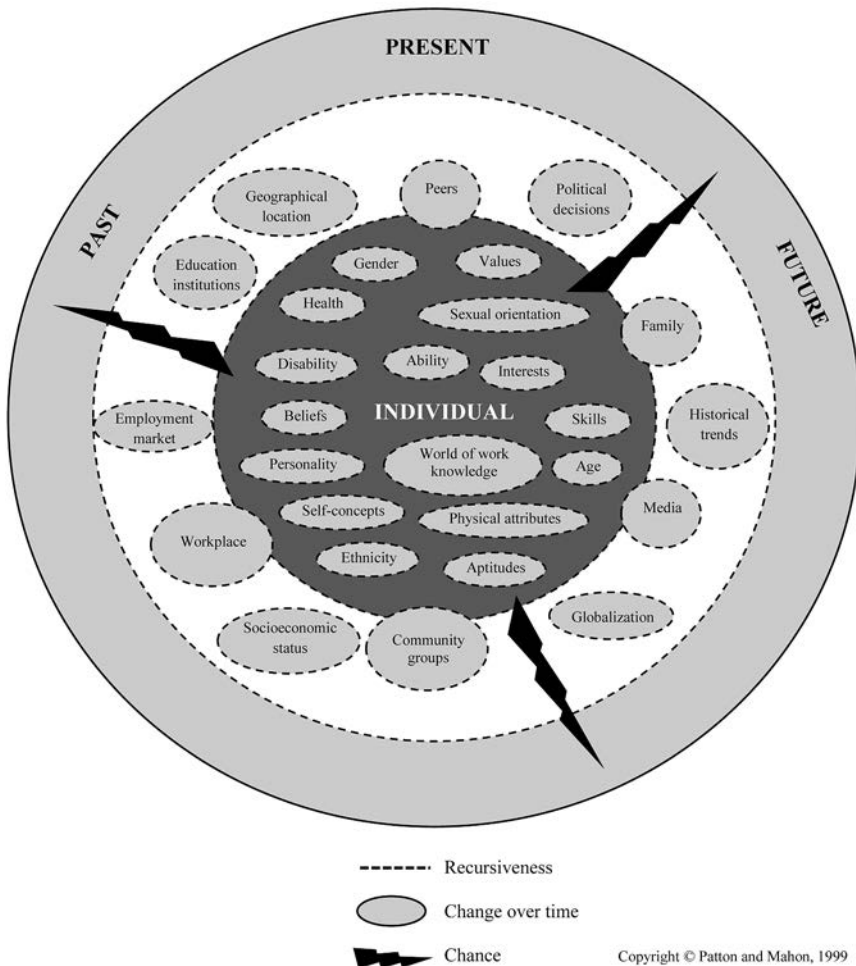 PRESENT
PAST
FUTURE
Geographical
location
Peers
Political
decisions
Education
institutions
Gender
Values
Health
Sexual orientation
Family
Disability
Ability
Interests
Employment
market
Beliefs
INDIVIDUAL
Skills
Historical
trends
Personality
World of work
knowledge
Age
Workplace
Self-concepts
Physical attributes
Media
Ethnicity
Aptitudes
Socioeconomic
status
Community
groups
Globalization
Recursiveness
Change over time
Chance
Copyright © Patton and Mahon, 1999